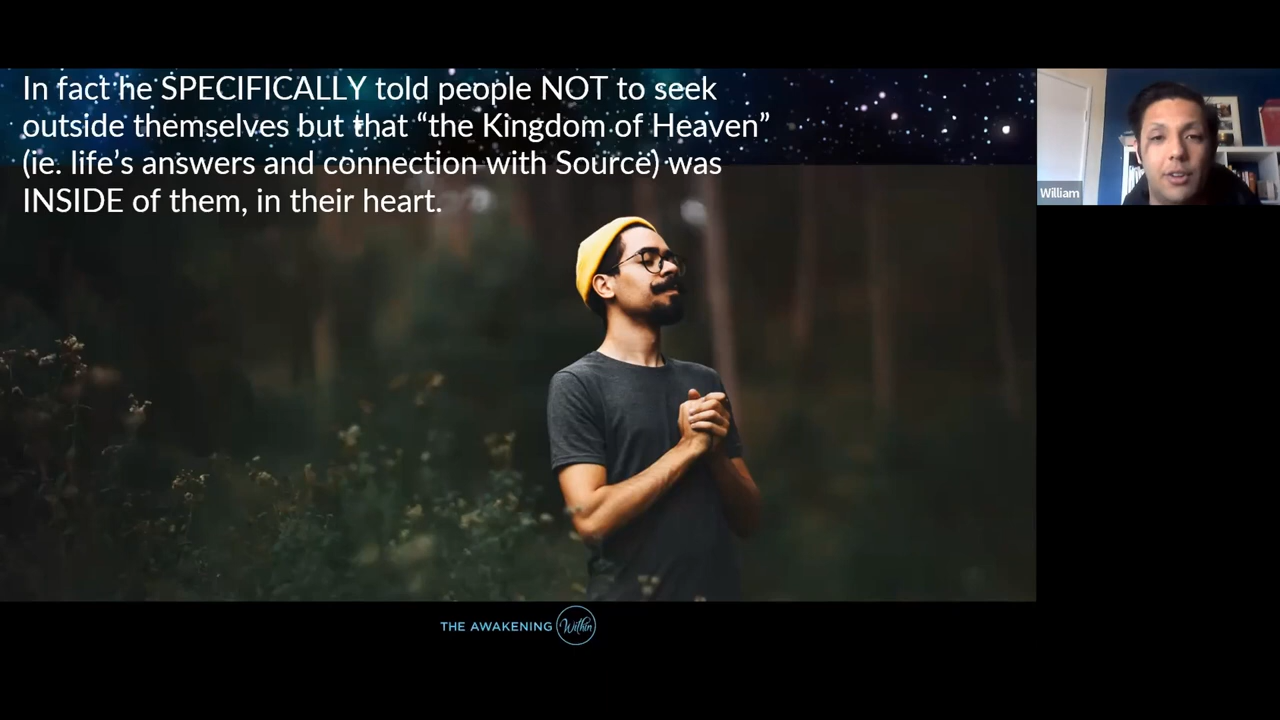 In fact he SPECIFICALLY told people NOT to seek
outside themselves but that “the Kingdom of Heaven”
(ie. life’s answers and connection with Source) was
INSIDE of them, in their heart.
William
THE AWAKENING Within